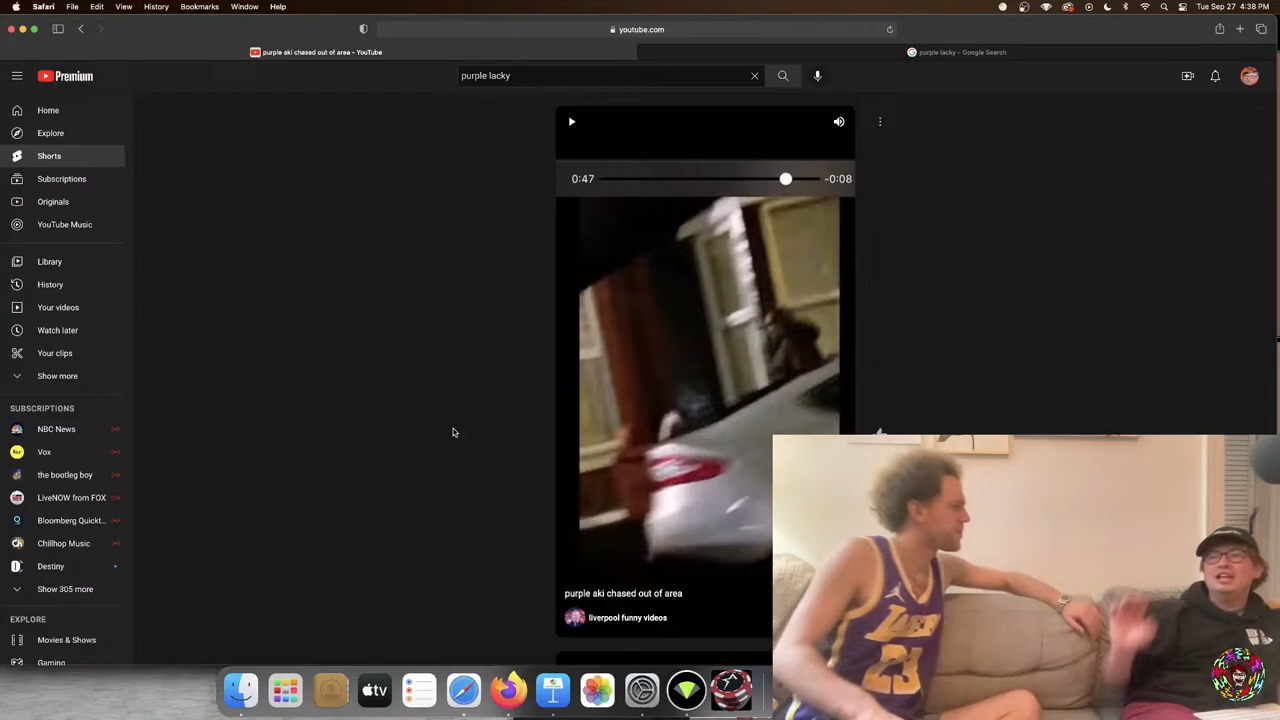 Safari File Edit View History Bookmarks Window Help
Tue Sep 27 4:38 PM
youtube.com
purple aki chased out of area - YouTube
purple lacky - Google Search
Premium
purple lacky
Home
Explore
Shorts
Subscriptions
Originals
YouTube Music
Library
History
Your videos
Watch later
Your clips
Show more
SUBSCRIPTIONS
NBC News
Vox
the bootleg boy
LiveNOW from FOX
Bloomberg Quickt...
Chillhop Music
Destiny
Show 305 more
EXPLORE
Movies & Shows
Gaming
0:47
-0:08
purple aki chased out of area
liverpool funny videos
tv
23